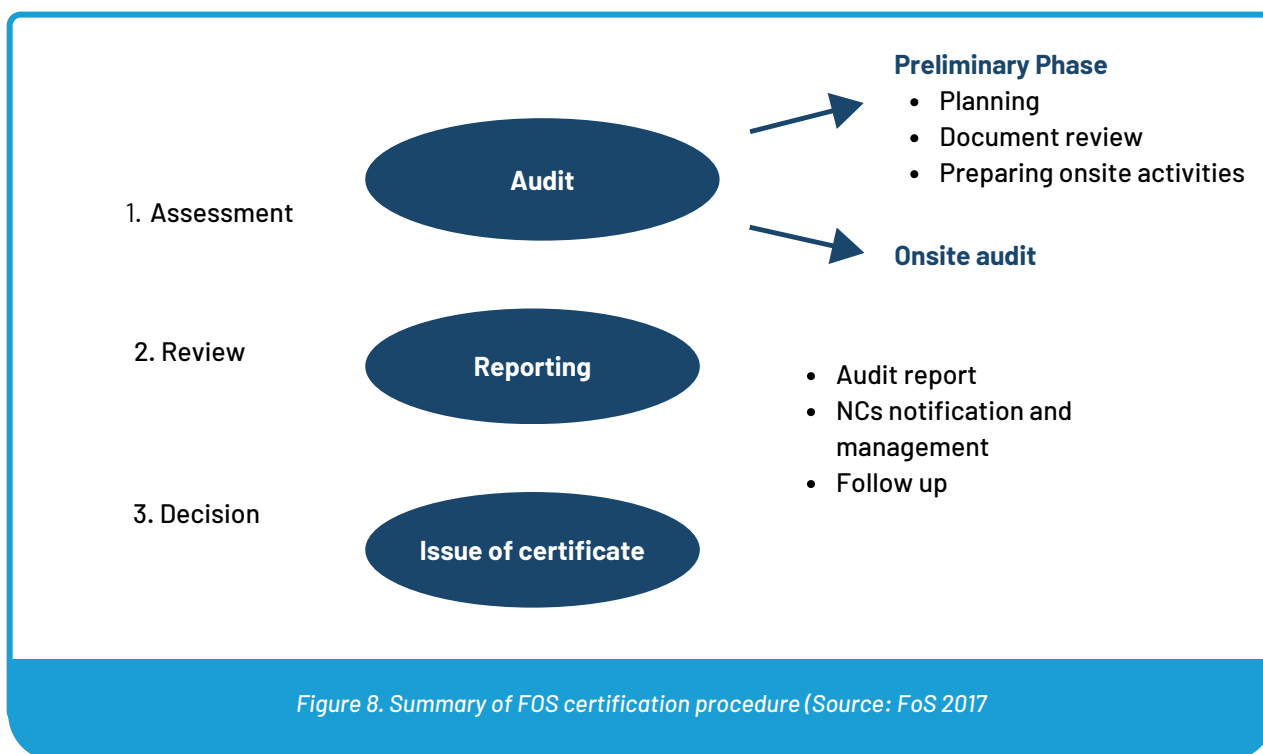 Preliminary Phase
• Planning
• Document review
• Preparing onsite activities
Audit
1. Assessment
Onsite audit
2. Review
Reporting
• Audit report
• NCs notification and
management
• Follow up
3. Decision
Issue of certificate
Figure 8. Summary of FOS certification procedure (Source: FoS 2017